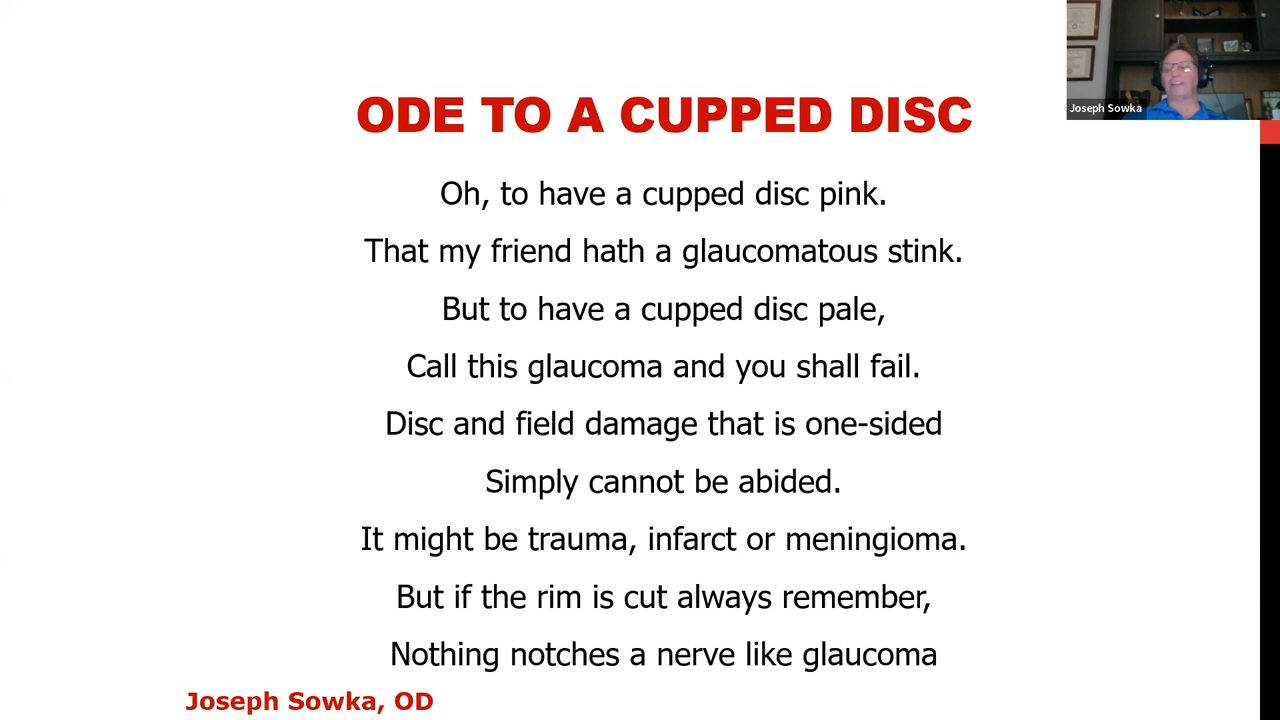 ODE TO A CUPPED DISC
Joseph Sowka
Oh, to have a cupped disc pink.
That my friend hath a glaucomatous stink.
But to have a cupped disc pale,
Call this glaucoma and you shall fail.
Disc and field damage that is one-sided
Simply cannot be abided.
It might be trauma, infarct or meningioma.
But if the rim is cut always remember,
Nothing notches a nerve like glaucoma
Joseph Sowka, OD